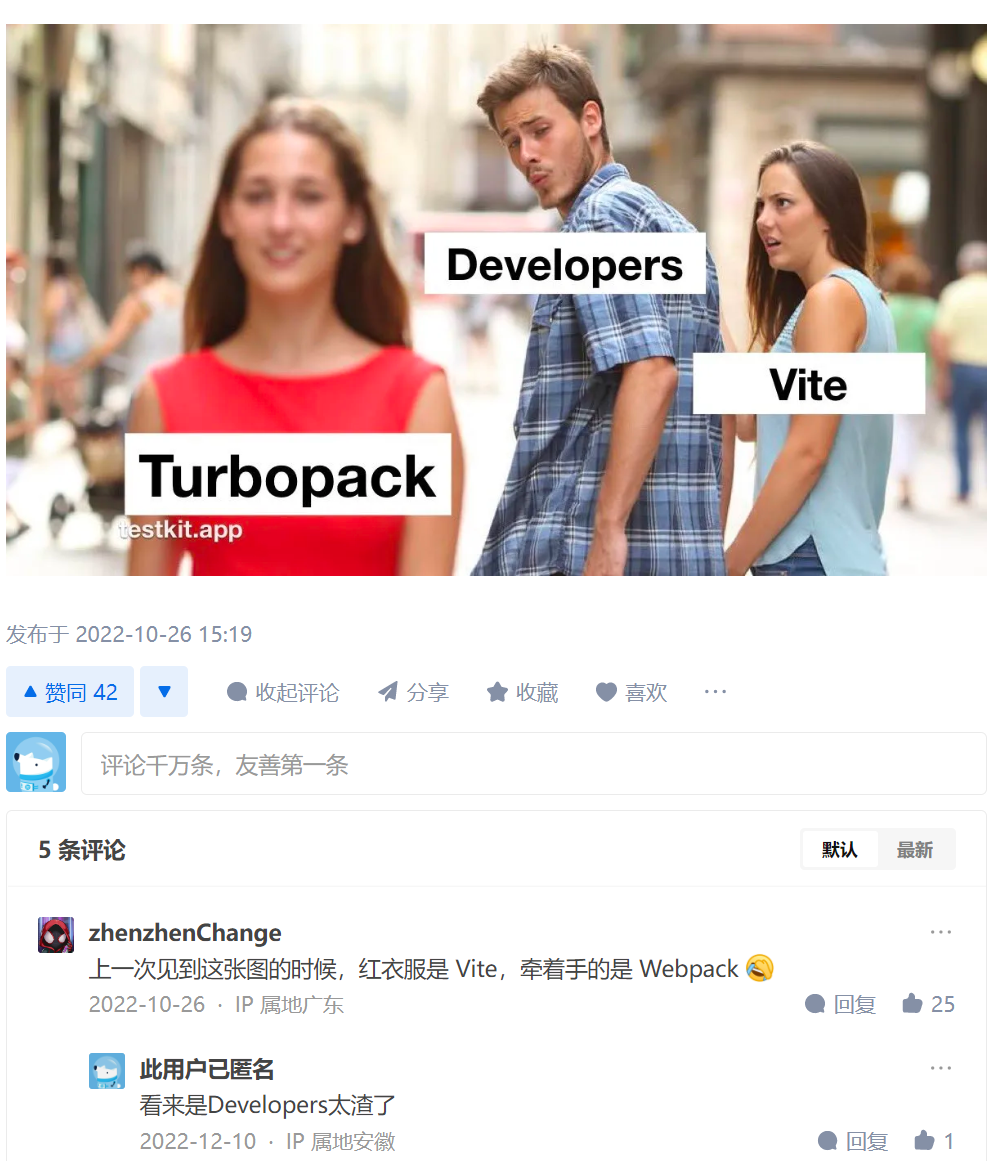 Developers
Vite
Turbopack
testkit.app
发布于 2022-10-26 15:19
赞同 42
收起评论
分享
收藏
喜欢
评论千万条，友善第一条
5 条评论
默认
最新
zhenzhenChange
上一次见到这张图的时候，红衣服是 Vite，牵着手的是 Webpack 🤣
2022-10-26 · IP 属地广东
回复
25
此用户已匿名
看来是Developers太渣了
2022-12-10 · IP 属地安徽
回复
1